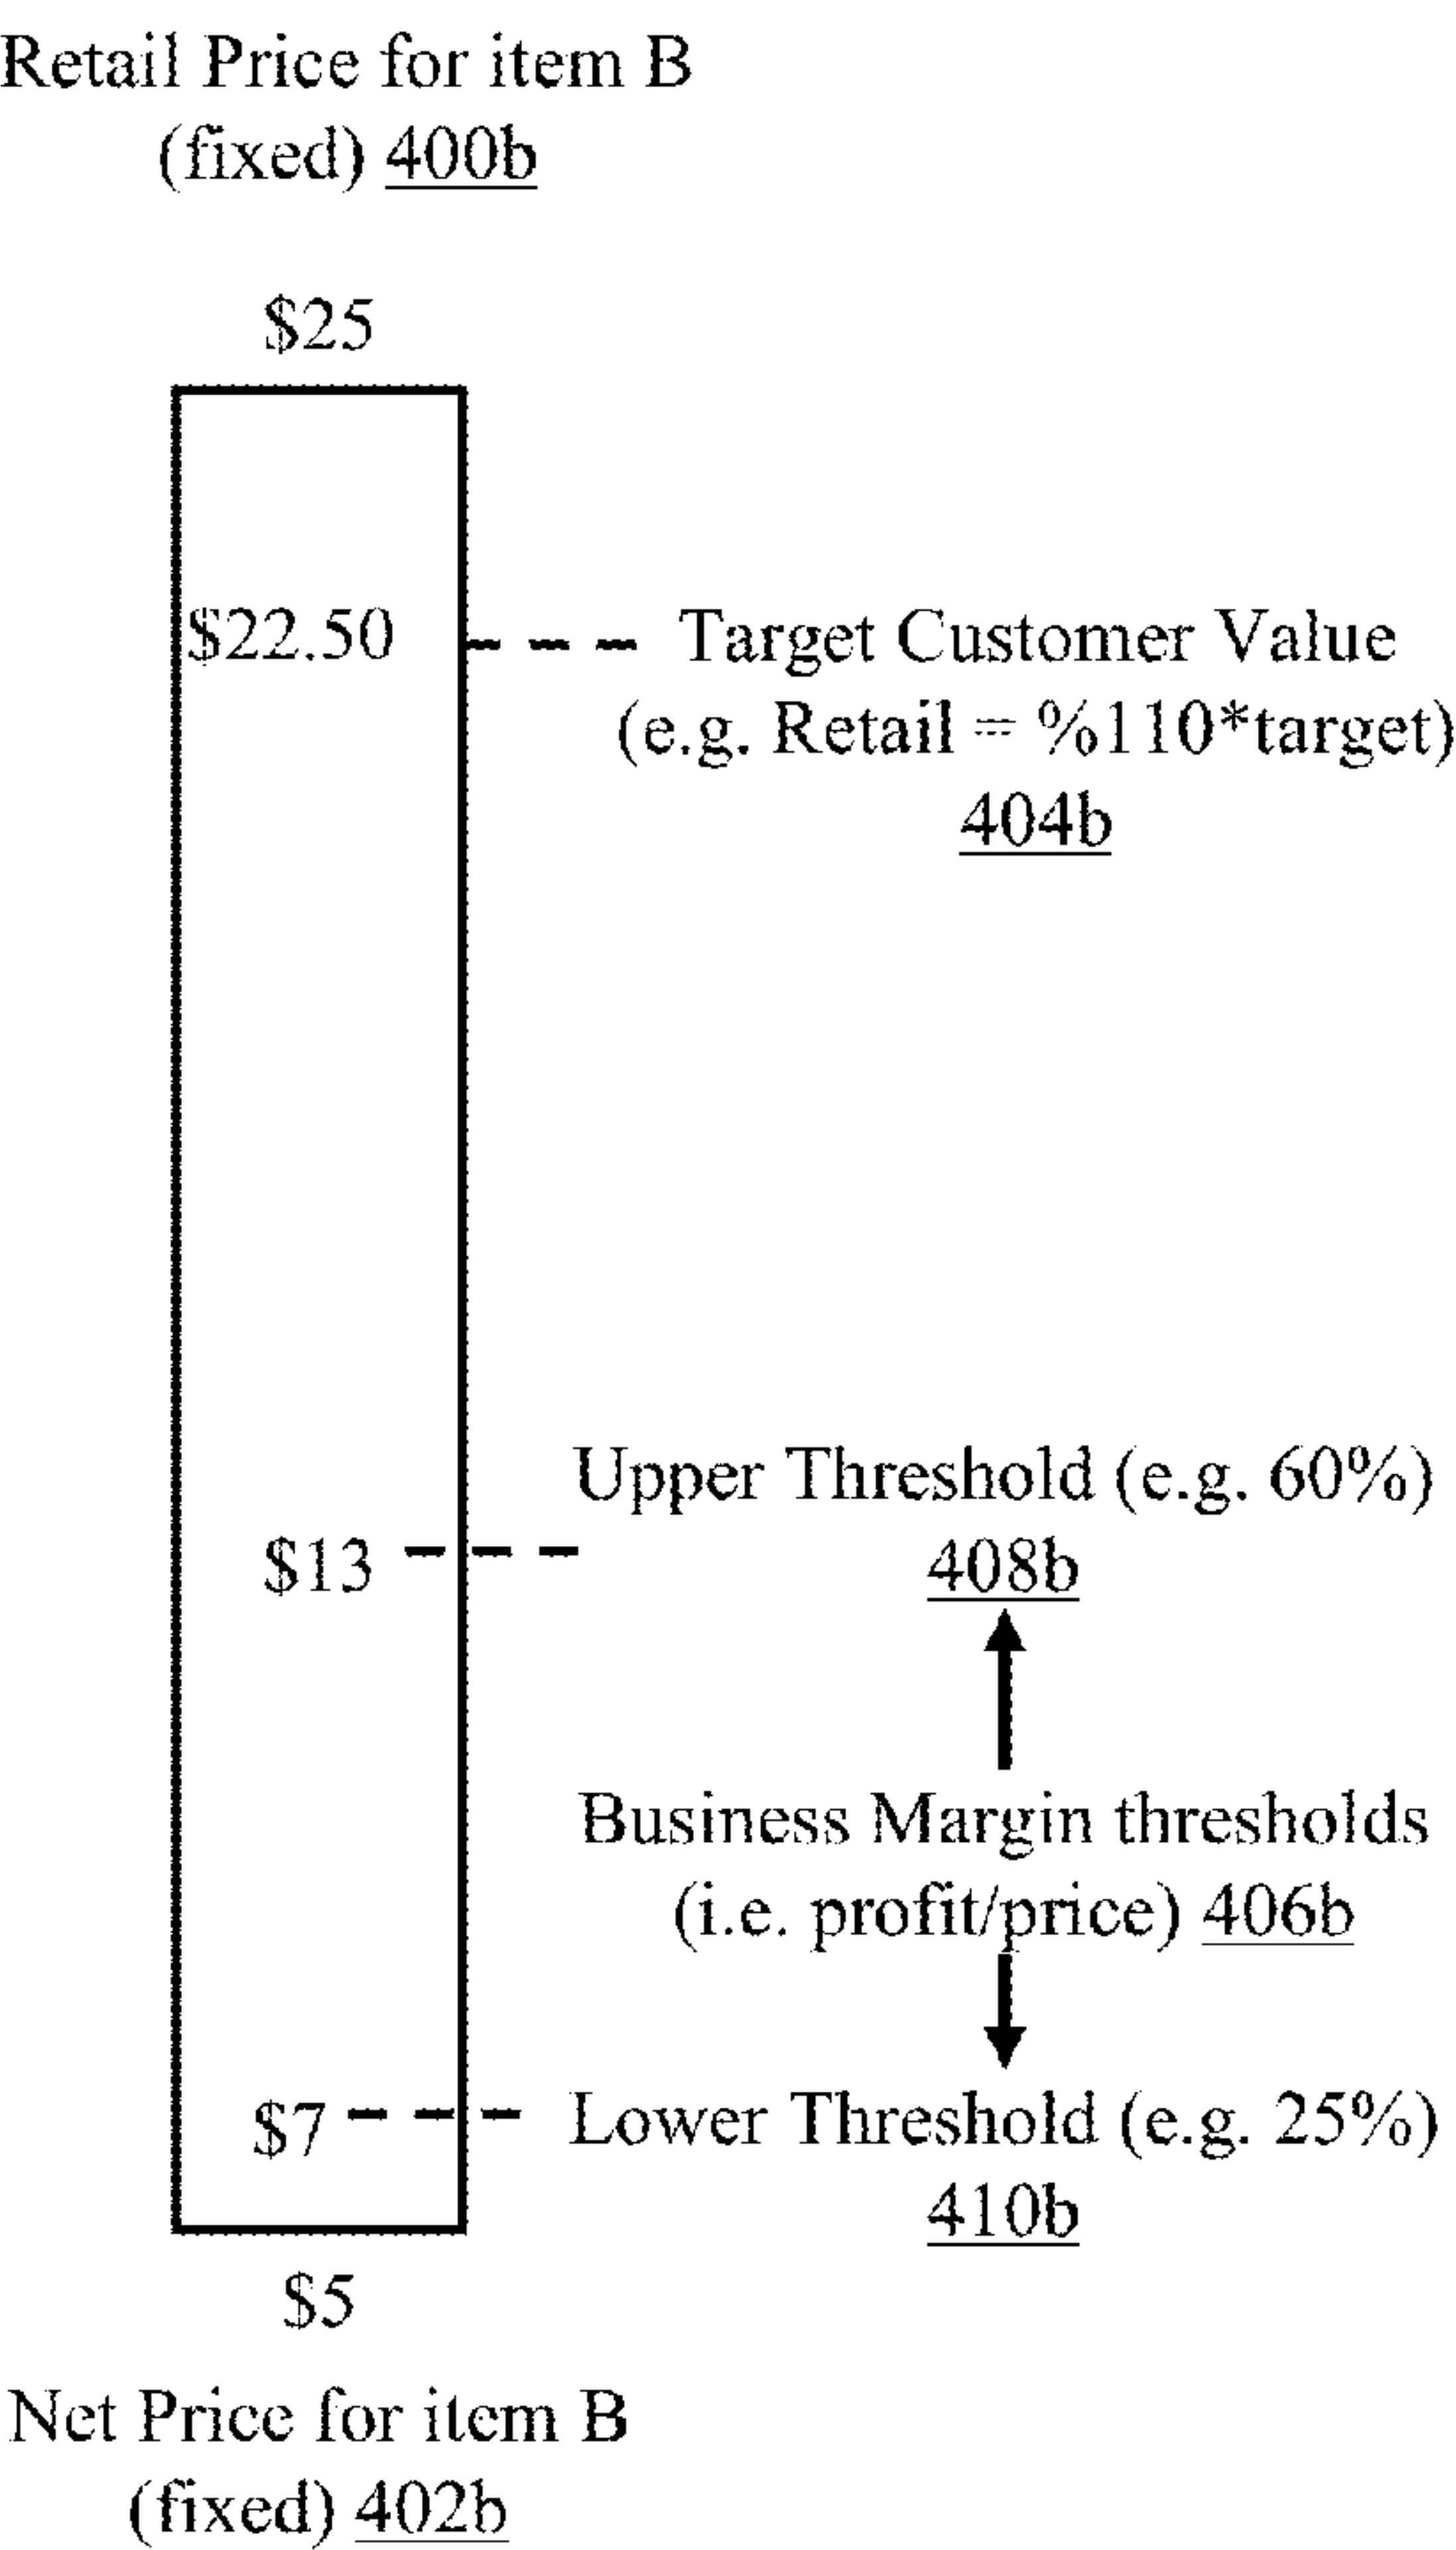 Retail Price for item B
(fixed) 400b
$25
$22.50
Target Customer Value
(e.g. Retail = %110*target)
404b
Upper Threshold (e.g. 60%)
$13
408b
Business Margin thresholds
(i.e. profit/price) 406b
$7
Lower Threshold (e.g. 25%)
410b
$5
Net Price for item B
(fixed) 402b